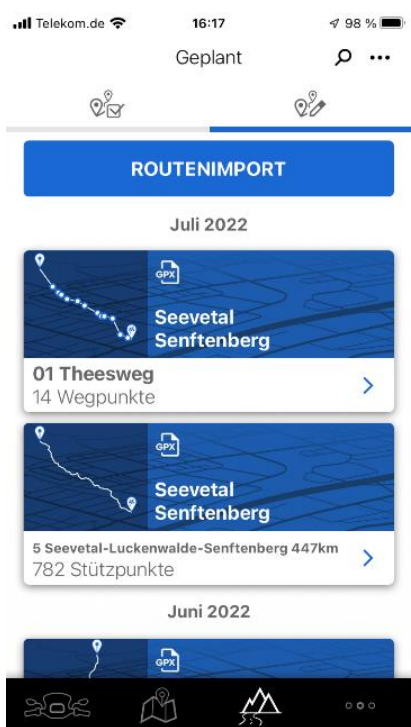 Telekom.de 16:17 98 %
Geplant
ROUTENIMPORT
Juli 2022
GPX
Seevetal
Senftenberg
01 Theesweg
14 Wegpunkte
GPX
Seevetal
Senftenberg
5 Seevetal-Luckenwalde-Senftenberg 447km
782 Stützpunkte
Juni 2022
GPX